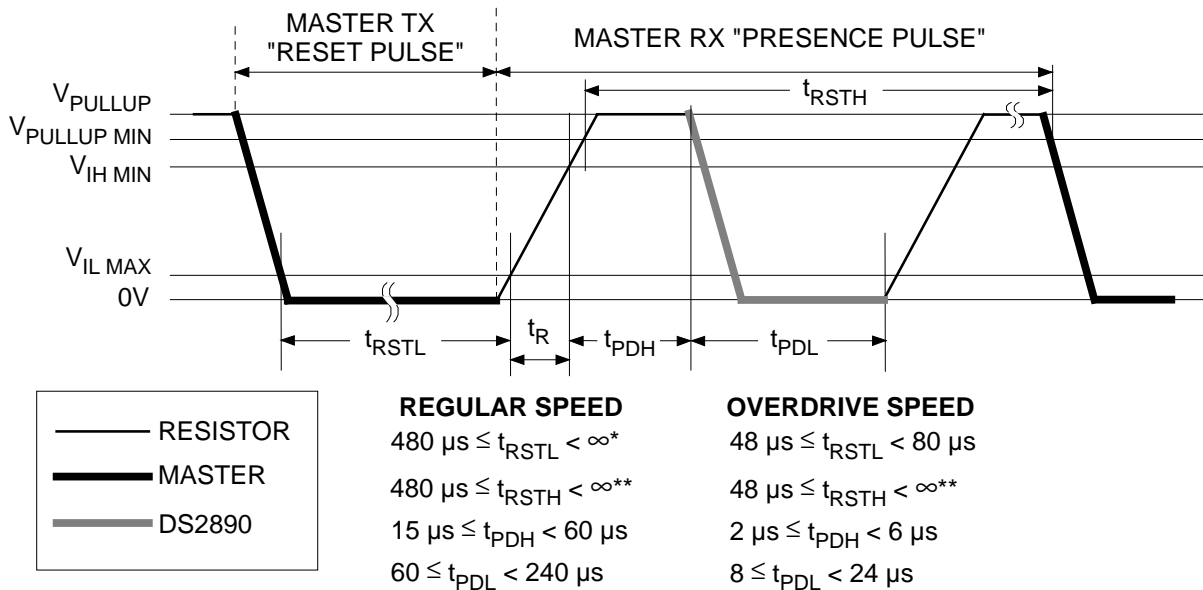 MASTER TX "RESET PULSE"
MASTER RX "PRESENCE PULSE"
VPULLUP
VPULLUP MIN
VIH MIN
VIL MAX
0V
tRSTH
tRSTL
tR
tPDH
tPDL
RESISTOR
MASTER
DS2890
REGULAR SPEED
480 µs ≤ tRSTL < ∞*
480 µs ≤ tRSTH < ∞**
15 µs ≤ tPDH < 60 µs
60 ≤ tPDL < 240 µs
OVERDRIVE SPEED
48 µs ≤ tRSTL < 80 µs
48 µs ≤ tRSTH < ∞**
2 µs ≤ tPDH < 6 µs
8 ≤ tPDL < 24 µs